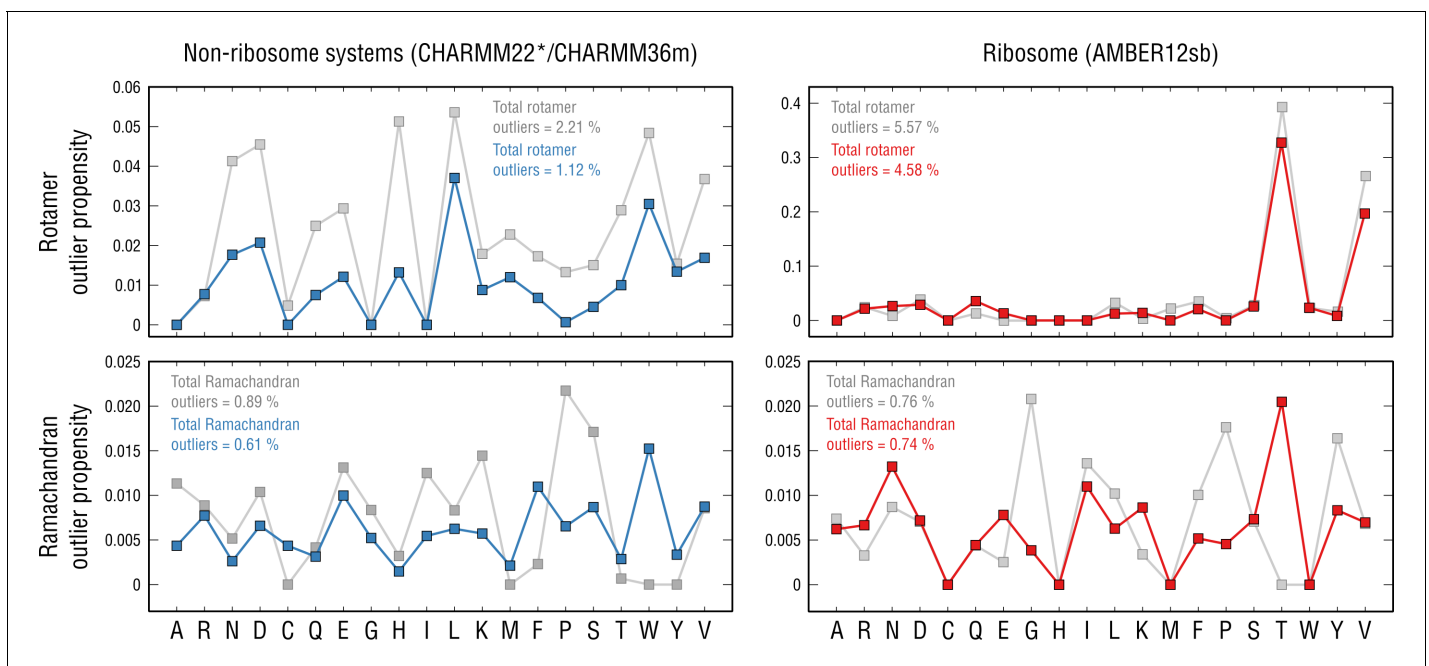 Non-ribosome systems (CHARMM22*/CHARMM36m)
Ribosome (AMBER12sb)
Rotamer
outlier propensity
0.06
0.05
0.04
0.03
0.02
0.01
0
Total rotamer
outliers = 2.21 %
Total rotamer
outliers = 1.12 %
0.4
0.3
0.2
0.1
0
Total rotamer
outliers = 5.57 %
Total rotamer
outliers = 4.58 %
Ramachandran
outlier propensity
0.025
0.020
0.015
0.010
0.005
0
Total Ramachandran
outliers = 0.89 %
Total Ramachandran
outliers = 0.61 %
A R N D C Q E G H I L K M F P S T W Y V
0.025
0.020
0.015
0.010
0.005
0
Total Ramachandran
outliers = 0.76 %
Total Ramachandran
outliers = 0.74 %
A R N D C Q E G H I L K M F P S T W Y V